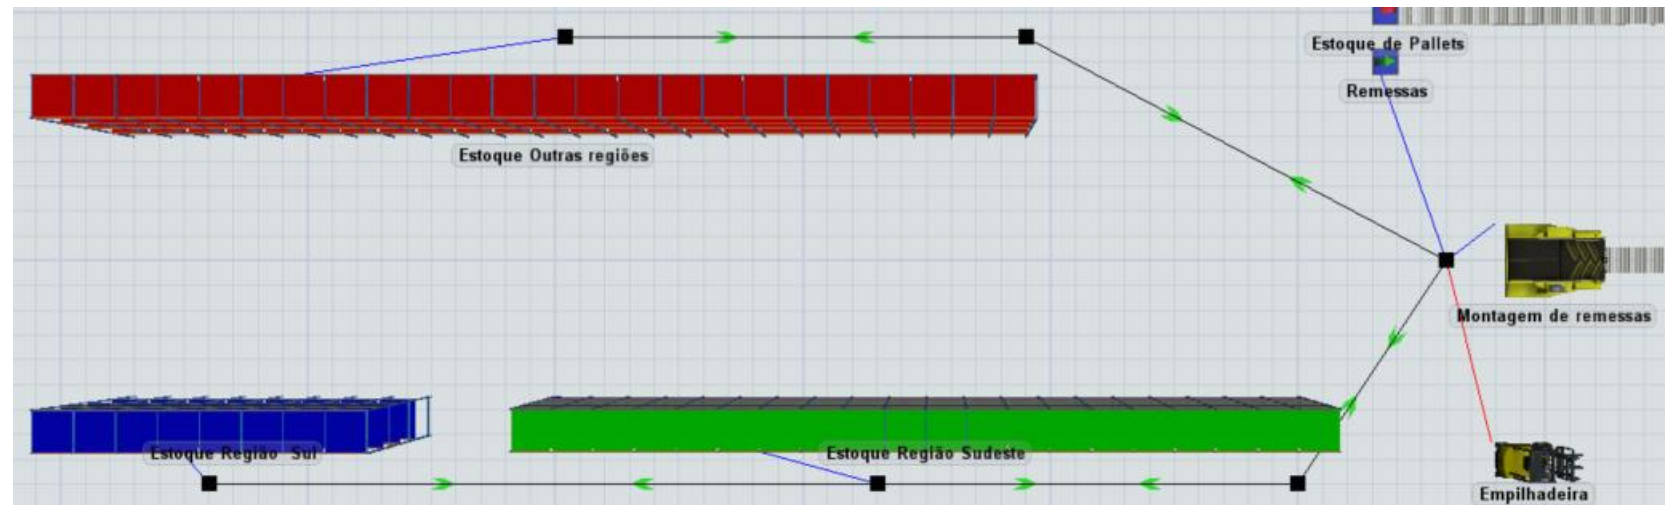 Estoque de Pallets
Remessas
Estoque Outras regiões
Montagem de remessas
Estoque Região Sul
Estoque Região Sudeste
Empilhadeira